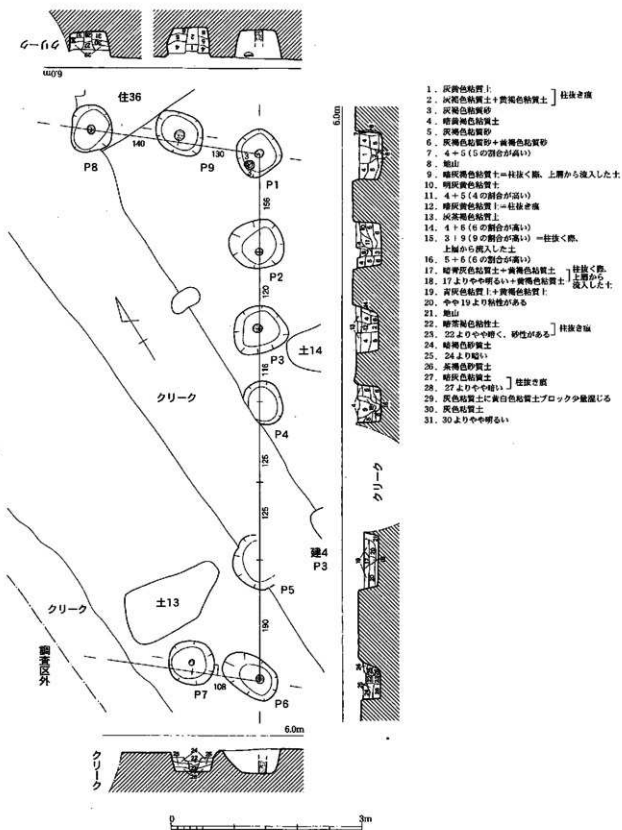 クリーク
6.0m
住36
140
130
P8
P9
P1
156
P2
120
P3
土14
116
P4
クリーク
125
125
建4
P3
P5
クリーク
土13
190
調査区外
P7
108
P6
6.0m
クリーク
6.0m
クリーク
0 3m
1. 灰黄色粘質土
2. 灰褐色粘質土+黄褐色粘質土 柱抜き痕
3. 灰褐色粘質砂
4. 暗黄褐色粘質土
5. 灰褐色粘質砂
6. 灰褐色粘質砂+黄褐色粘質砂
7. 4+5(5の割合が高い)
8. 地山
9. 暗灰褐色粘質土=柱抜く際、上層から流入した土
10. 明灰黄色粘質土
11. 4+5(4の割合が高い)
12. 暗灰黄色粘質土=柱抜き痕
13. 灰茶褐色粘質土
14. 4+6(6の割合が高い)
15. 3+9(9の割合が高い)=柱抜く際、
上層から流入した土
16. 5+6(6の割合が高い)
17. 暗青灰色粘質土+黄褐色粘質土
18. 17よりやや明るい+黄褐色粘質土
柱抜く際、
上層から
流入した土
19. 青灰色粘質土+黄褐色粘質土
20. やや19より粘性がある
21. 地山
22. 暗茶褐色粘性土
23. 22よりやや暗く、砂性がある 柱抜き痕
24. 暗褐色砂質土
25. 24より暗い
26. 茶褐色砂質土
27. 暗灰色粘質土
28. 27よりやや暗い 柱抜き痕
29. 灰色粘質土に黄白色粘質土ブロック少量混じる
30. 灰色粘質土
31. 30よりやや明るい